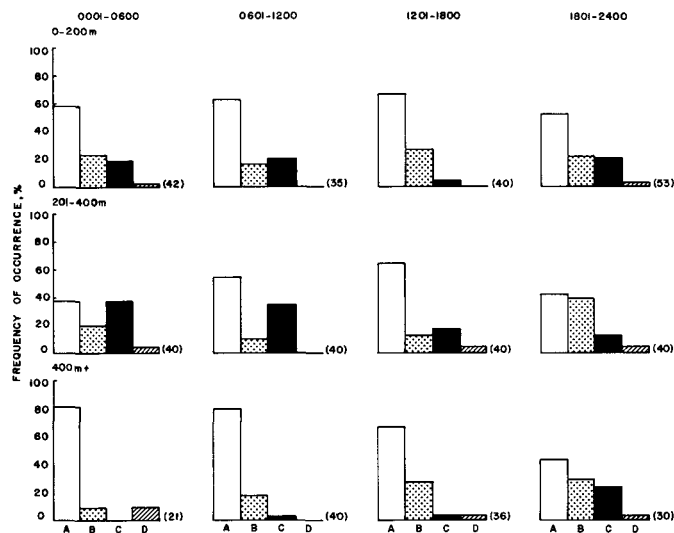 0001-0600 0601-1200 1201-1800 1801-2400
0-200m
100
80
60
40
20
0 (42) (35) (40) (53)
201-400m
100
80
60
40
20
0 (40) (40) (40) (40)
400m+
100
80
60
40
20
0 (21) (40) (36) (30)
A B C D A B C D A B C D A B C D
FREQUENCY OF OCCURRENCE, %